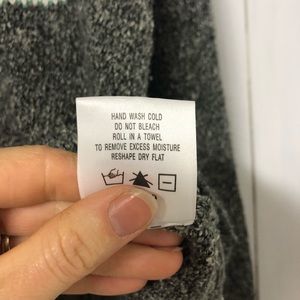 HAND WASH COLD
DO NOT BLEACH
ROLL IN A TOWEL
TO REMOVE EXCESS MOISTURE
RESHAPE DRY FLAT